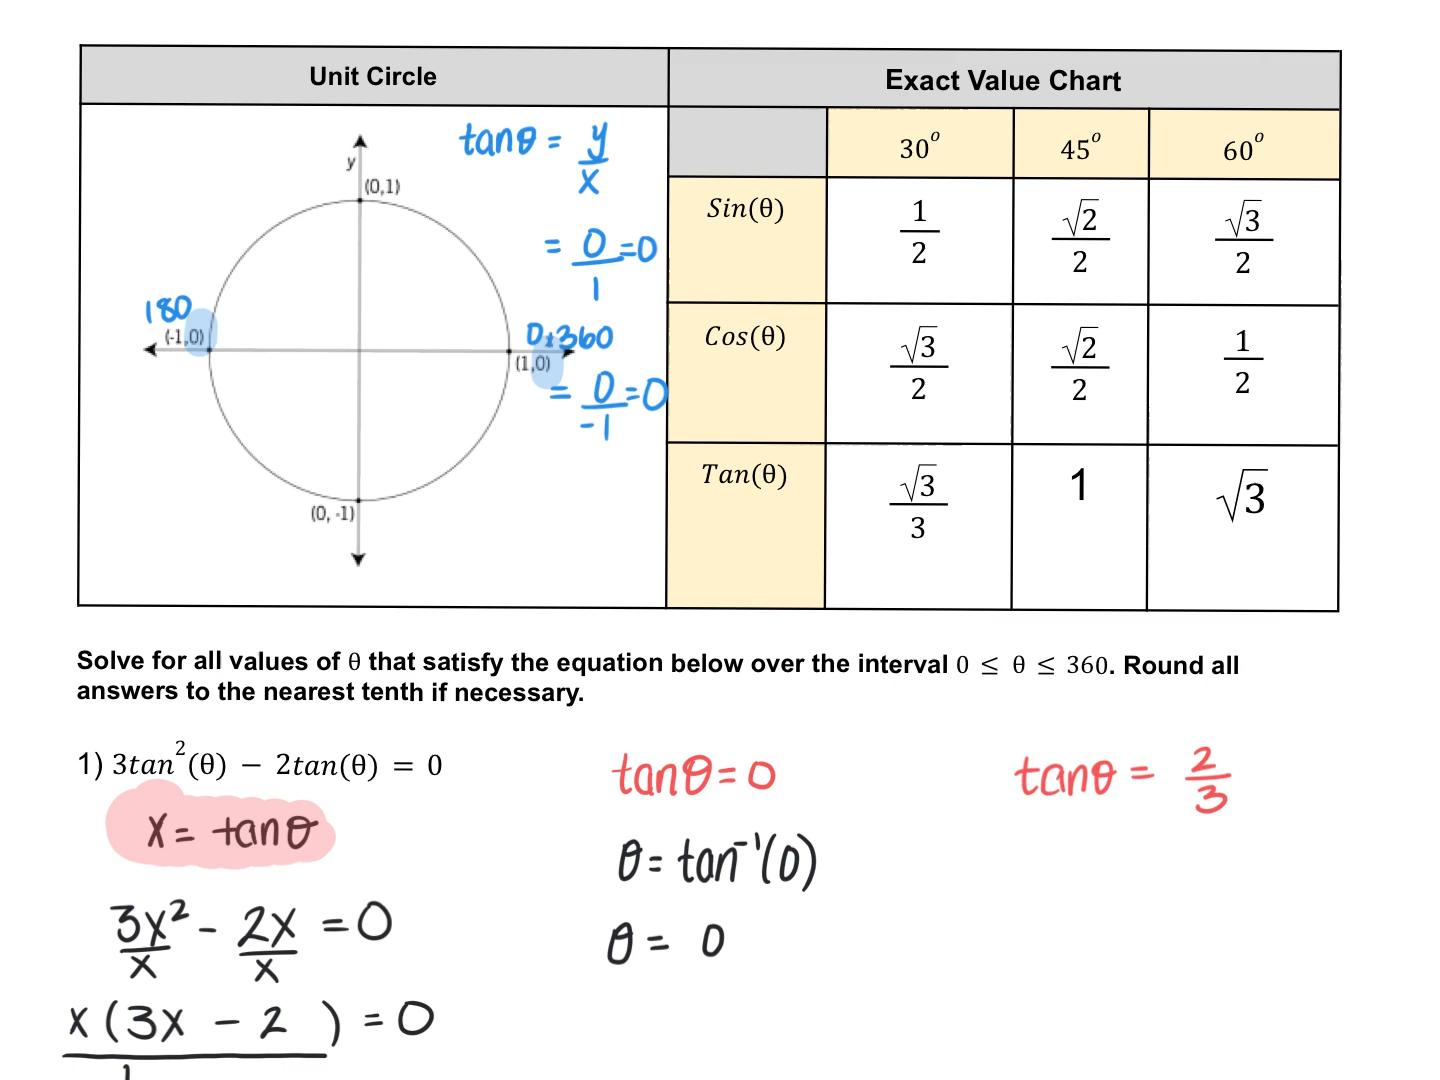 Unit Circle
Exact Value Chart
tanθ = y/x
= 0/1 =0
= 0/-1 =0
y
(0,1)
180
(-1,0)
0,360
(1,0)
(0, -1)
30° 45° 60°
Sin(θ) 1/2 √2/2 √3/2
Cos(θ) √3/2 √2/2 1/2
Tan(θ) √3/3 1 √3
Solve for all values of θ that satisfy the equation below over the interval 0 ≤ θ ≤ 360. Round all
answers to the nearest tenth if necessary.
1) 3tan²(θ) − 2tan(θ) = 0
x= tanθ
3x²/x - 2x/x =0
x (3x - 2 ) =0
tanθ=0
θ= tan⁻¹(0)
θ= 0
tanθ = 2/3